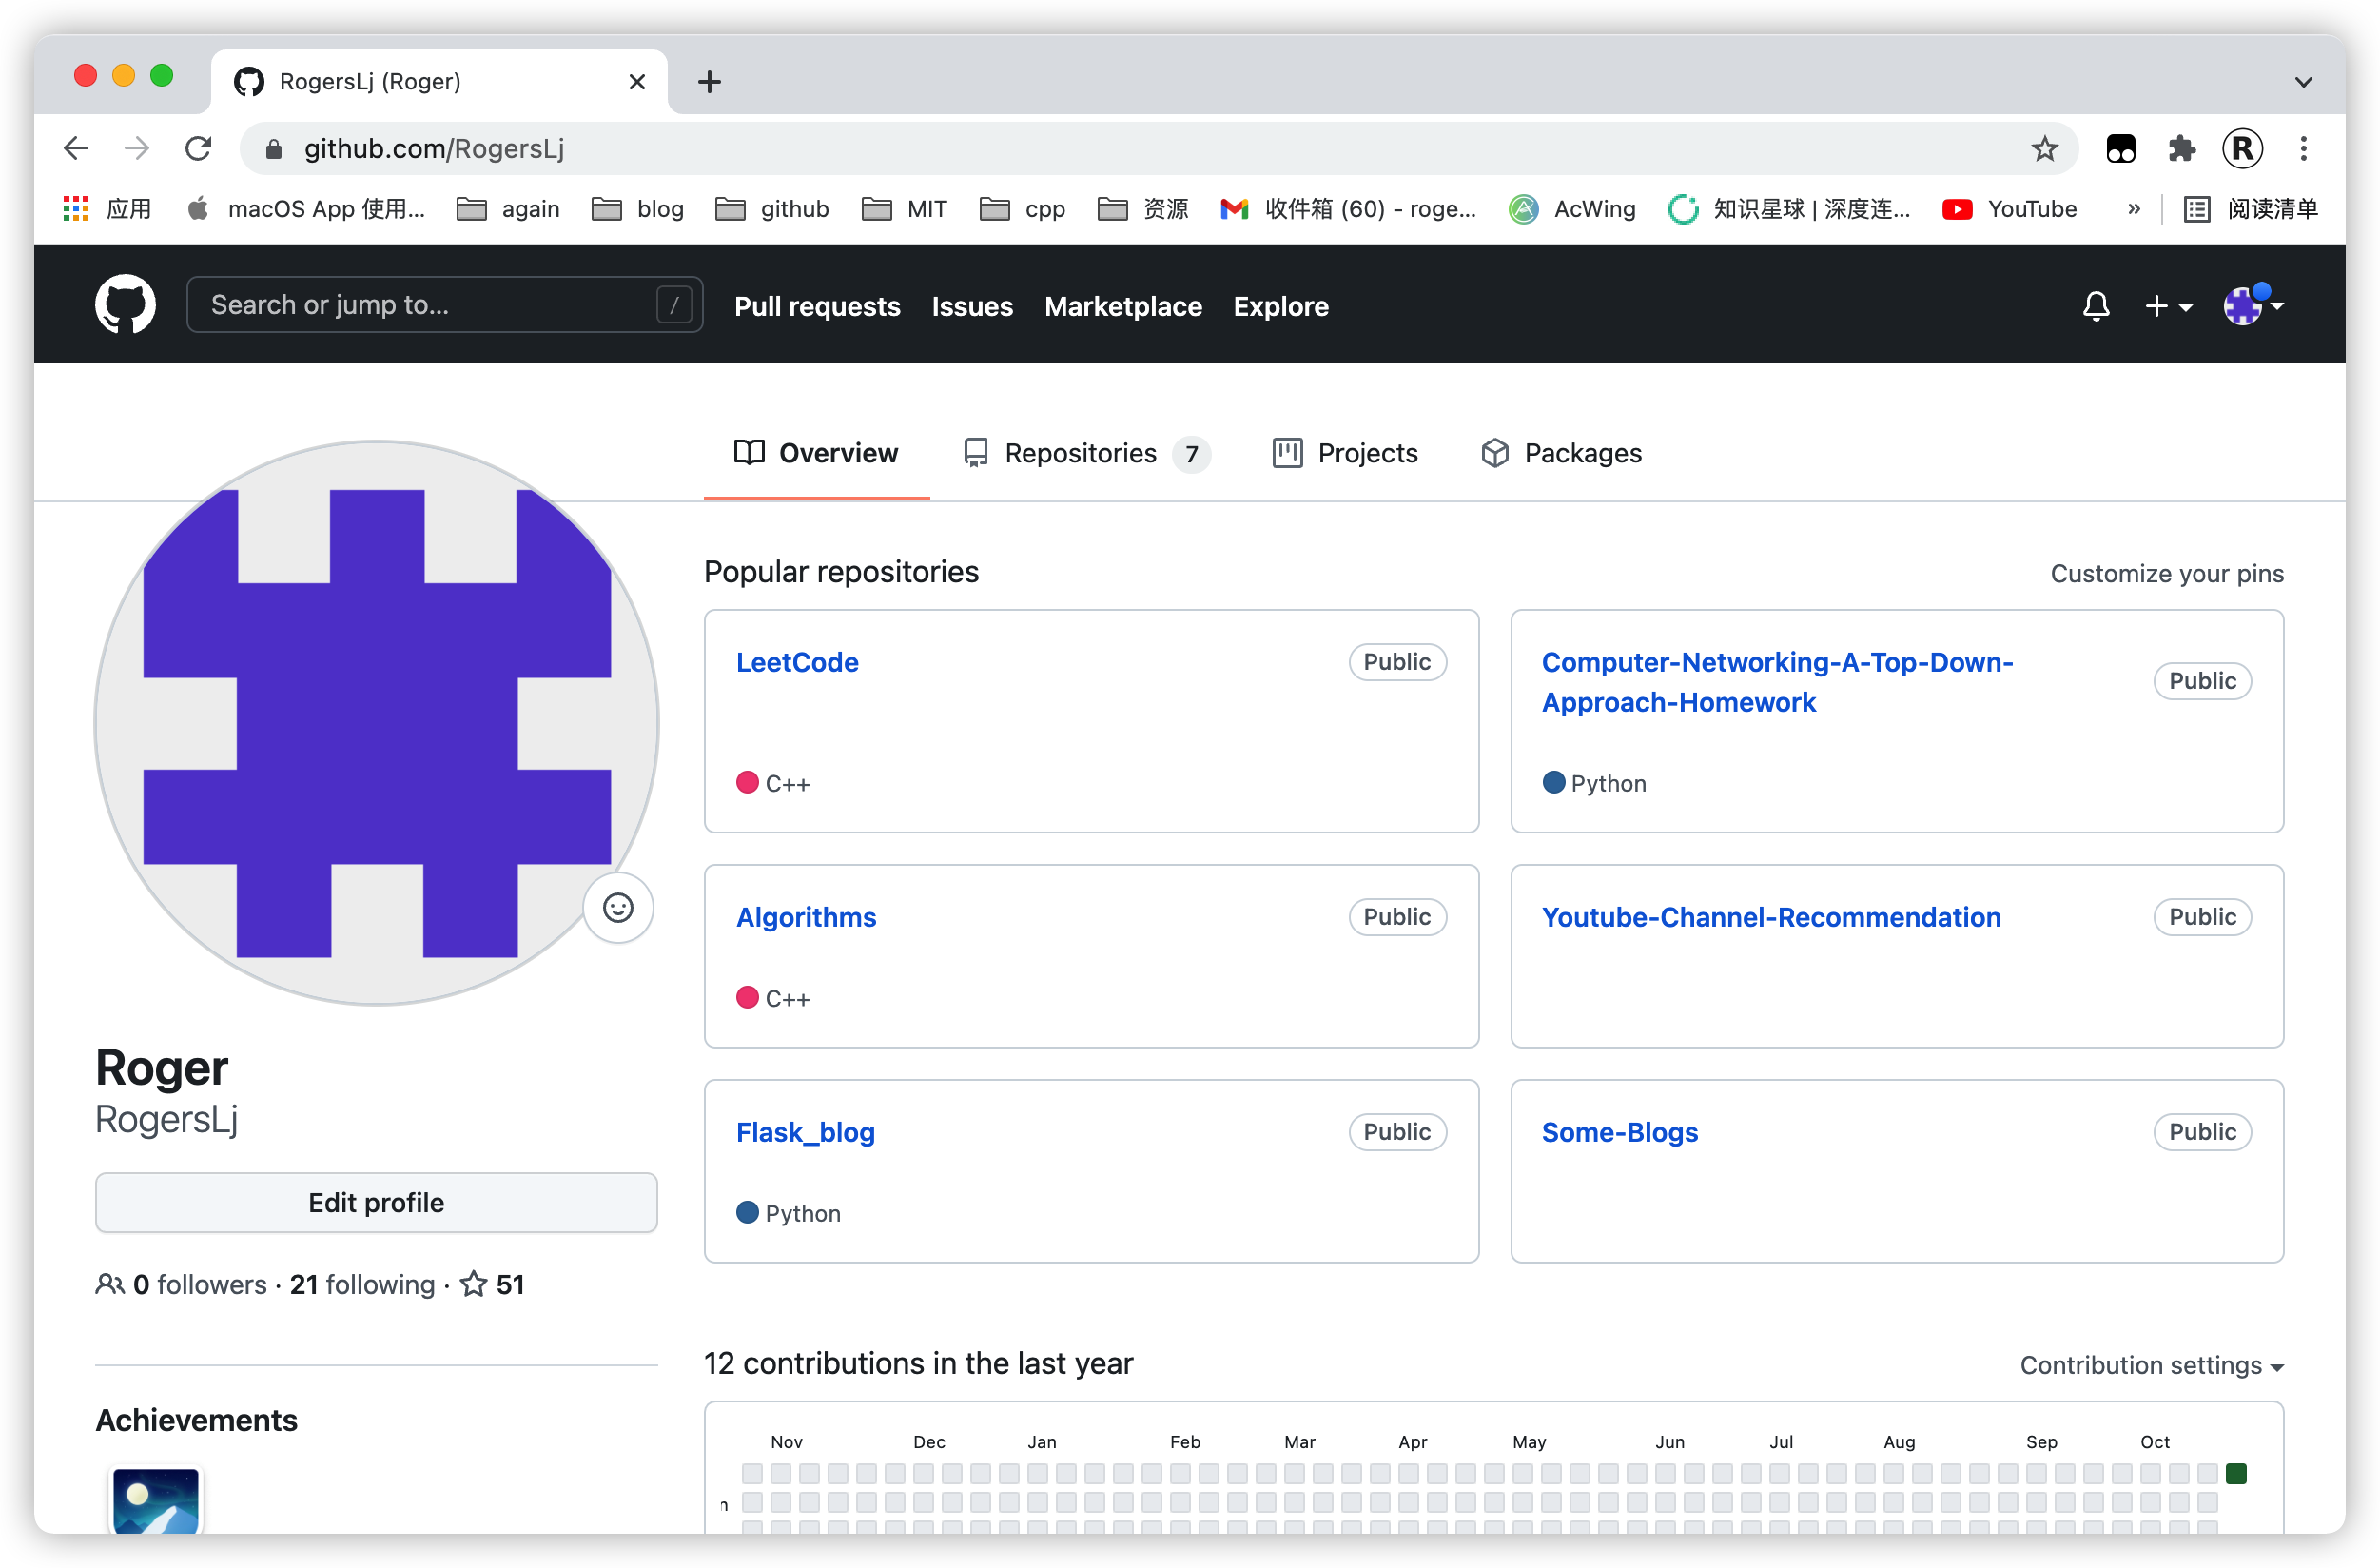 RogersLj (Roger)
github.com/RogersLj
应用 macOS App 使用... again blog github MIT cpp 资源 收件箱 (60) - roge... AcWing 知识星球 | 深度连... YouTube » 阅读清单
Search or jump to... / Pull requests Issues Marketplace Explore
Overview Repositories 7 Projects Packages
Popular repositories Customize your pins
LeetCode Public
C++
Computer-Networking-A-Top-Down-
Approach-Homework Public
Python
Algorithms Public
C++
Youtube-Channel-Recommendation Public
Flask_blog Public
Python
Some-Blogs Public
Roger
RogersLj
Edit profile
0 followers · 21 following · 51
Achievements
12 contributions in the last year Contribution settings
Nov Dec Jan Feb Mar Apr May Jun Jul Aug Sep Oct